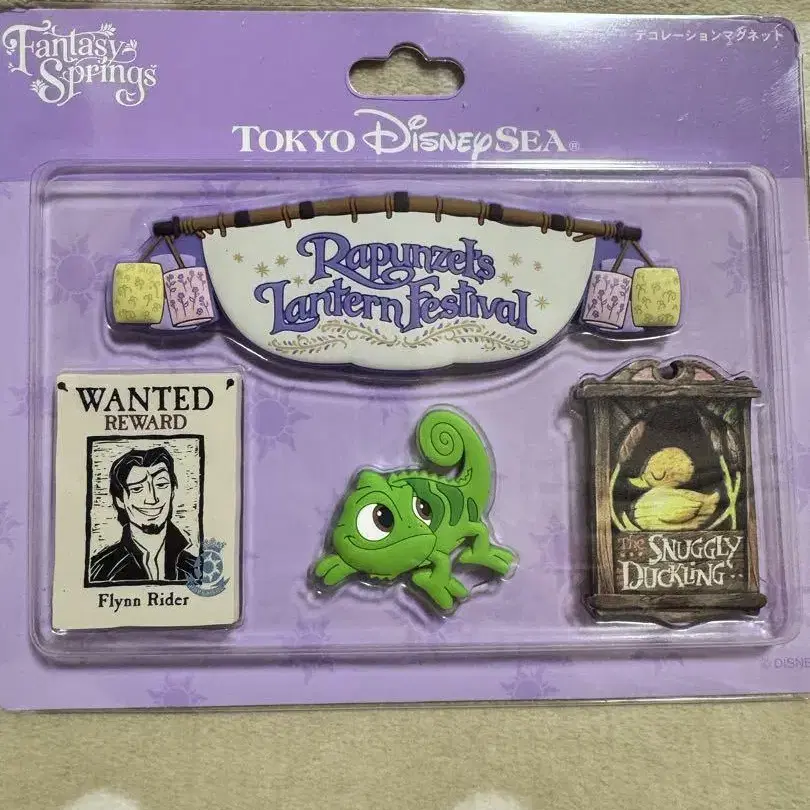 Fantasy
Springs
デコレーションマグネット
TOKYO DISNEYSEA®
Rapunzel's
Lantern Festival
WANTED
REWARD
Flynn Rider
The SNUGGLY
DUCKLING
© DISNE